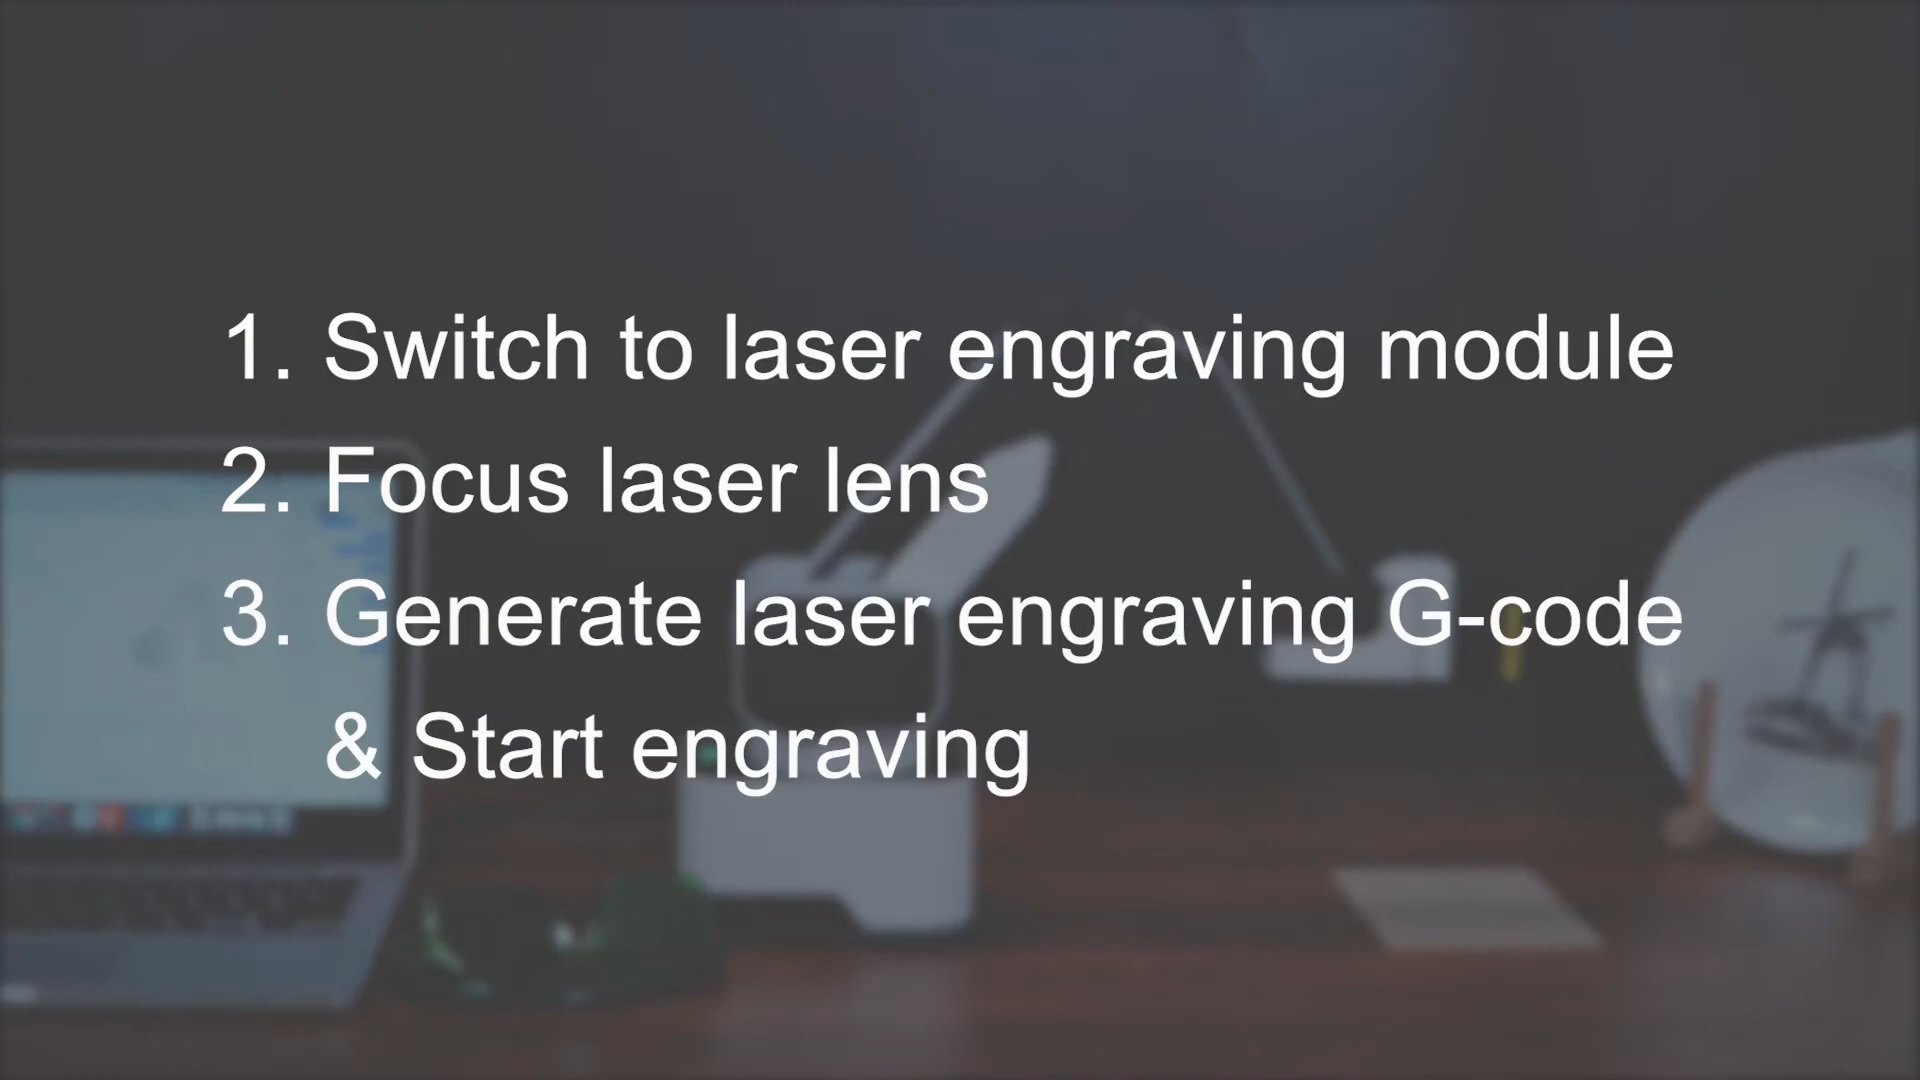 1. Switch to laser engraving module
2. Focus laser lens
3. Generate laser engraving G-code
& Start engraving